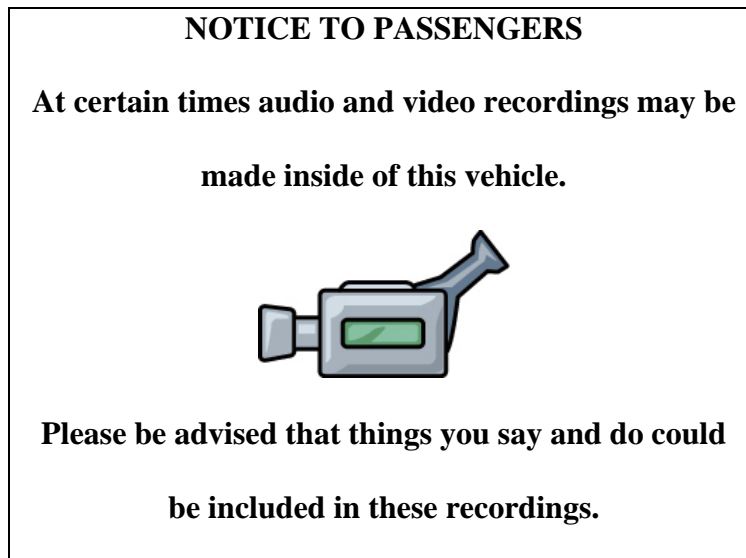 NOTICE TO PASSENGERS
At certain times audio and video recordings may be
made inside of this vehicle.
Please be advised that things you say and do could
be included in these recordings.